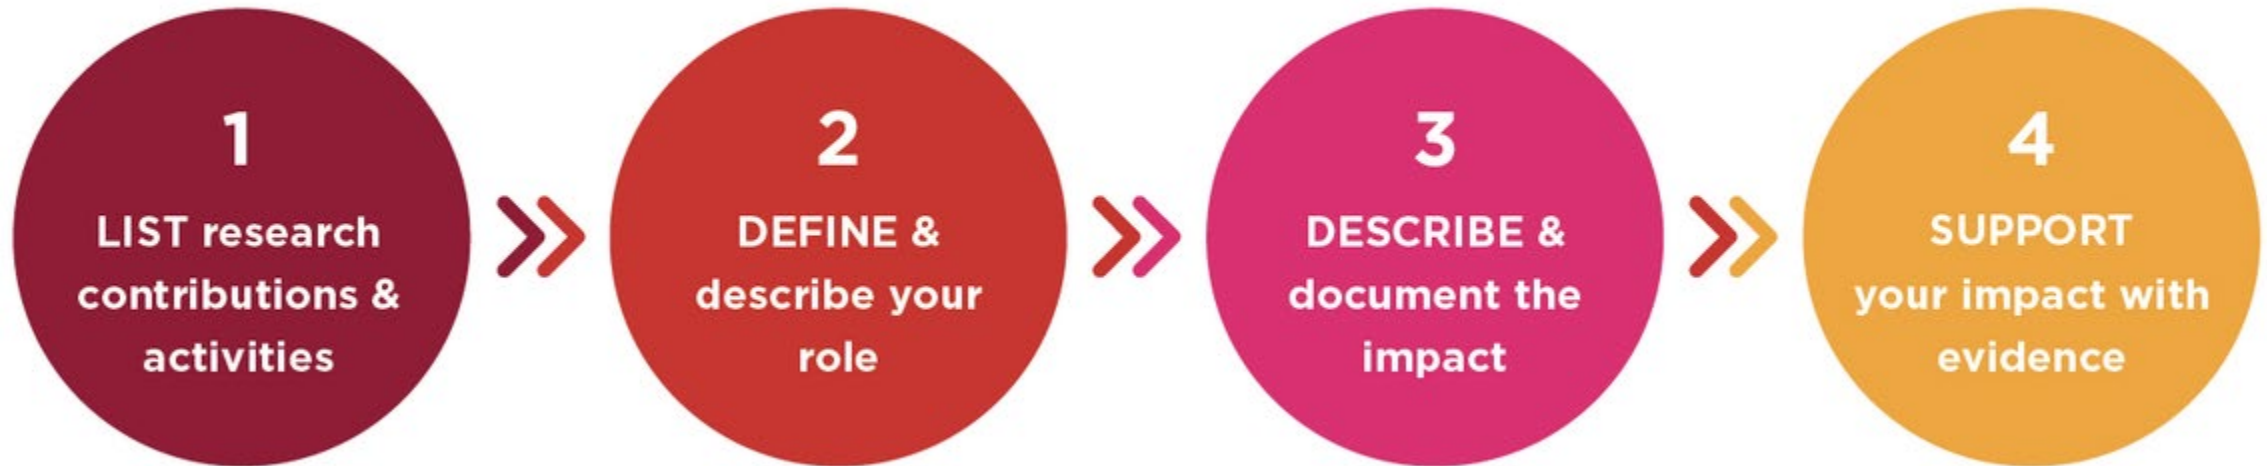 1
LIST research
contributions &
activities
2
DEFINE &
describe your
role
3
DESCRIBE &
document the
impact
4
SUPPORT
your impact with
evidence